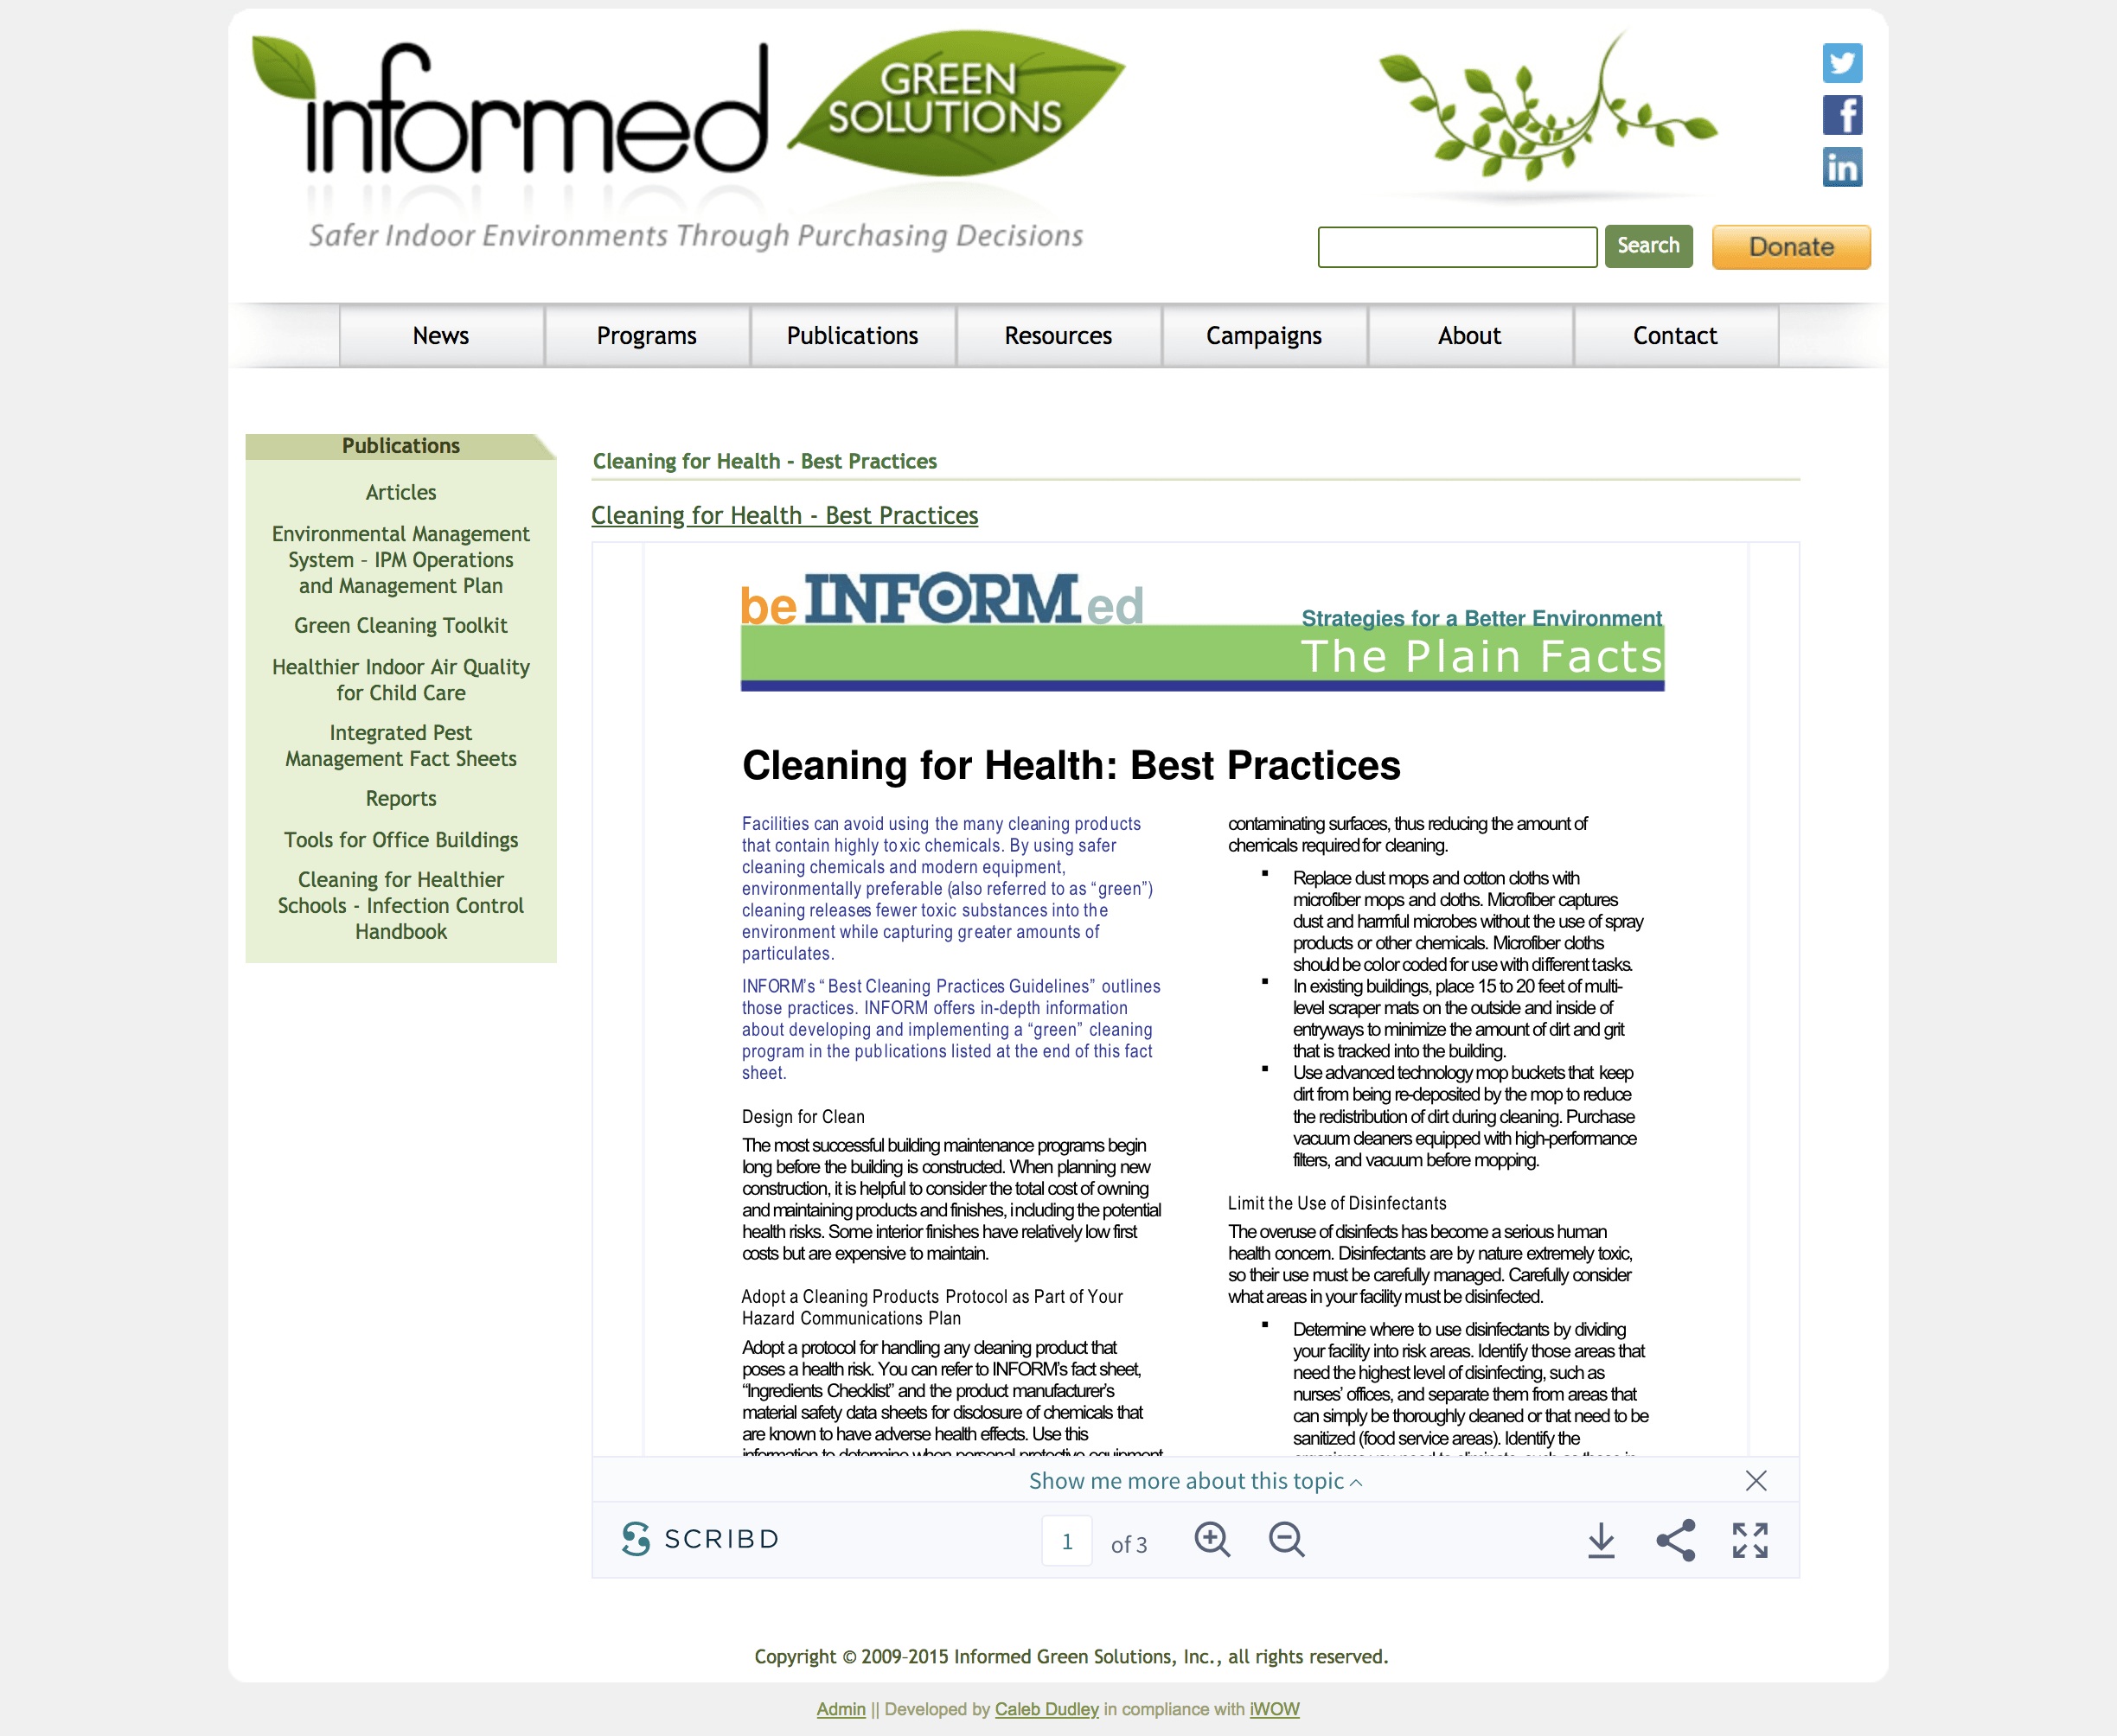 informed
GREEN
SOLUTIONS
Safer Indoor Environments Through Purchasing Decisions
Search
Donate
News
Programs
Publications
Resources
Campaigns
About
Contact
Publications
Articles
Environmental Management
System – IPM Operations
and Management Plan
Green Cleaning Toolkit
Healthier Indoor Air Quality
for Child Care
Integrated Pest
Management Fact Sheets
Reports
Tools for Office Buildings
Cleaning for Healthier
Schools - Infection Control
Handbook
Cleaning for Health - Best Practices
Cleaning for Health - Best Practices
be INFORM ed
Strategies for a Better Environment
The Plain Facts
Cleaning for Health: Best Practices
Facilities can avoid using the many cleaning products
that contain highly toxic chemicals. By using safer
cleaning chemicals and modern equipment,
environmentally preferable (also referred to as “green”)
cleaning releases fewer toxic substances into the
environment while capturing greater amounts of
particulates.
INFORM’s “Best Cleaning Practices Guidelines” outlines
those practices. INFORM offers in-depth information
about developing and implementing a “green” cleaning
program in the publications listed at the end of this fact
sheet.
Design for Clean
The most successful building maintenance programs begin
long before the building is constructed. When planning new
construction, it is helpful to consider the total cost of owning
and maintaining products and finishes, including the potential
health risks. Some interior finishes have relatively low first
costs but are expensive to maintain.
Adopt a Cleaning Products Protocol as Part of Your
Hazard Communications Plan
Adopt a protocol for handling any cleaning product that
poses a health risk. You can refer to INFORM’s fact sheet,
“Ingredients Checklist” and the product manufacturer’s
material safety data sheets for disclosure of chemicals that
are known to have adverse health effects. Use this
information to determine when personal protective equipment
contaminating surfaces, thus reducing the amount of
chemicals required for cleaning.
▪ Replace dust mops and cotton cloths with
microfiber mops and cloths. Microfiber captures
dust and harmful microbes without the use of spray
products or other chemicals. Microfiber cloths
should be color coded for use with different tasks.
▪ In existing buildings, place 15 to 20 feet of multi-
level scraper mats on the outside and inside of
entryways to minimize the amount of dirt and grit
that is tracked into the building.
▪ Use advanced technology mop buckets that keep
dirt from being re-deposited by the mop to reduce
the redistribution of dirt during cleaning. Purchase
vacuum cleaners equipped with high-performance
filters, and vacuum before mopping.
Limit the Use of Disinfectants
The overuse of disinfects has become a serious human
health concern. Disinfectants are by nature extremely toxic,
so their use must be carefully managed. Carefully consider
what areas in your facility must be disinfected.
▪ Determine where to use disinfectants by dividing
your facility into risk areas. Identify those areas that
need the highest level of disinfecting, such as
nurses’ offices, and separate them from areas that
can simply be thoroughly cleaned or that need to be
sanitized (food service areas). Identify the
Show me more about this topic
SCRIBD
1 of 3
Copyright © 2009-2015 Informed Green Solutions, Inc., all rights reserved.
Admin || Developed by Caleb Dudley in compliance with iWOW